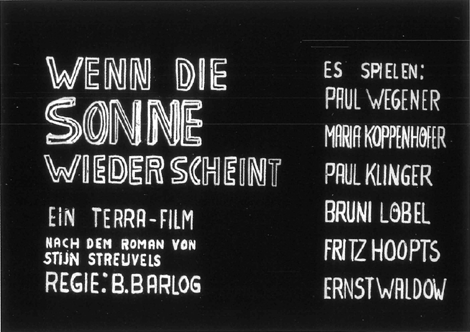 WENN DIE
SONNE
WIEDER SCHEINT
EIN TERRA-FILM
NACH DEM ROMAN VON
STIJN STREUVELS
REGIE: B.BARLOG
ES SPIELEN:
PAUL WEGENER
MARIA KOPPENHÖFER
PAUL KLINGER
BRUNI LÖBEL
FRITZ HOOPTS
ERNST WALDOW